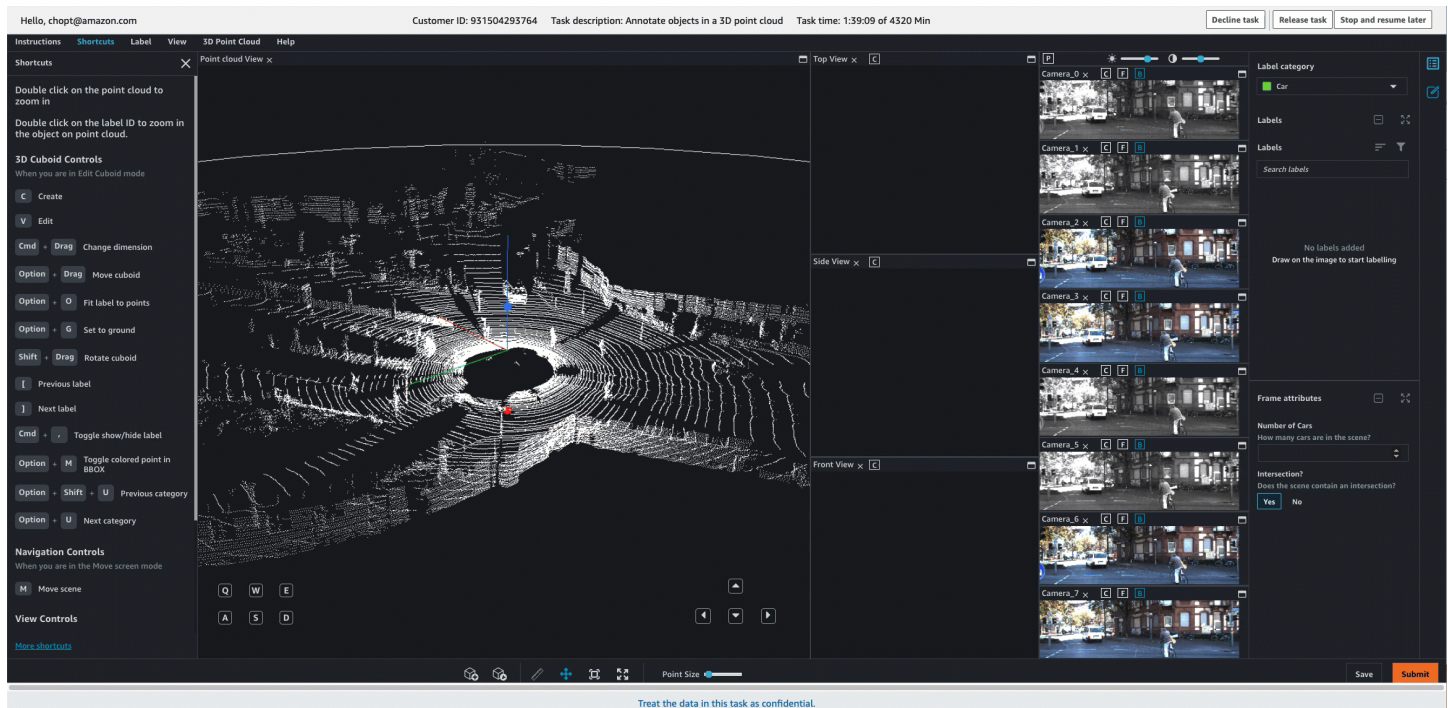 Hello, chopt@amazon.com
Customer ID: 931504293764 Task description: Annotate objects in a 3D point cloud Task time: 1:39:09 of 4320 Min
Decline task
Release task
Stop and resume later
Instructions Shortcuts Label View 3D Point Cloud Help
Shortcuts
Double click on the point cloud to
zoom in
Double click on the label ID to zoom in
the object on point cloud.
3D Cuboid Controls
When you are in Edit Cuboid mode
C Create
V Edit
Cmd + Drag Change dimension
Option + Drag Move cuboid
Option + O Fit label to points
Option + G Set to ground
Shift + Drag Rotate cuboid
[ Previous label
] Next label
Cmd + , Toggle show/hide label
Option + M Toggle colored point in
BBOX
Option + Shift + U Previous category
Option + U Next category
Navigation Controls
When you are in the Move screen mode
M Move scene
View Controls
More shortcuts
Point cloud View
Q W E
A S D
Top View C
Side View C
Front View C
P
Camera_0 C F B
Camera_1 C F B
Camera_2 C F B
Camera_3 C F B
Camera_4 C F B
Camera_5 C F B
Camera_6 C F B
Camera_7 C F B
Label category
Car
Labels
Labels
Search labels
No labels added
Draw on the image to start labelling
Frame attributes
Number of Cars
How many cars are in the scene?
Intersection?
Does the scene contain an intersection?
Yes No
Point Size
Save
Submit
Treat the data in this task as confidential.